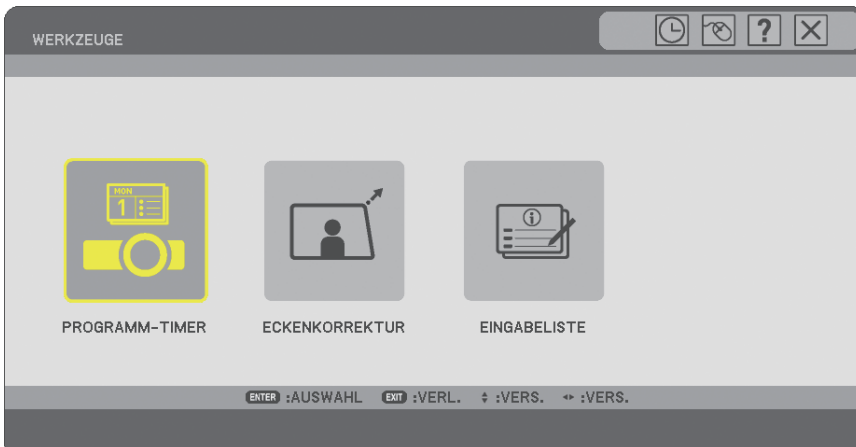 WERKZEUGE
?
MON
1
PROGRAMM-TIMER
ECKENKORREKTUR
EINGABELISTE
ENTER :AUSWAHL EXIT :VERL. :VERS. :VERS.